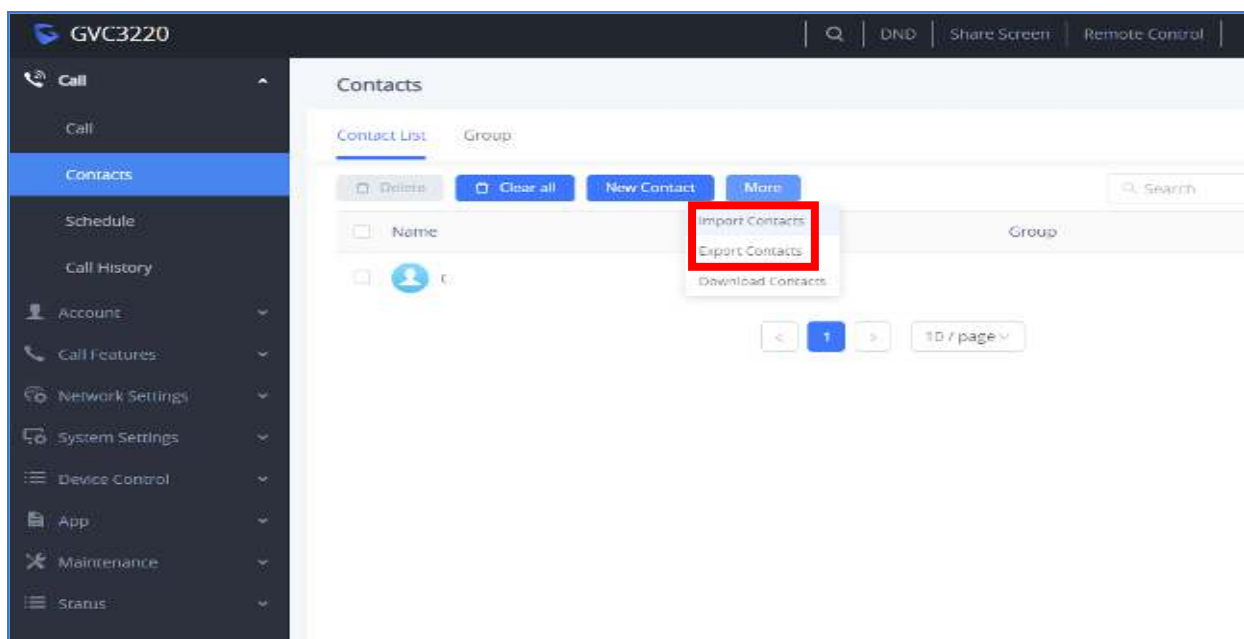 GVC3220
DND
Share Screen
Remote Control
Call
Call
Contacts
Schedule
Call History
Account
Call Features
Network Settings
System Settings
Device Control
App
Maintenance
Status
Contacts
Contact List
Group
Delete
Clear all
New Contact
More
Search
Import Contacts
Export Contacts
Download Contacts
Name
Group
<
1
>
10 / page